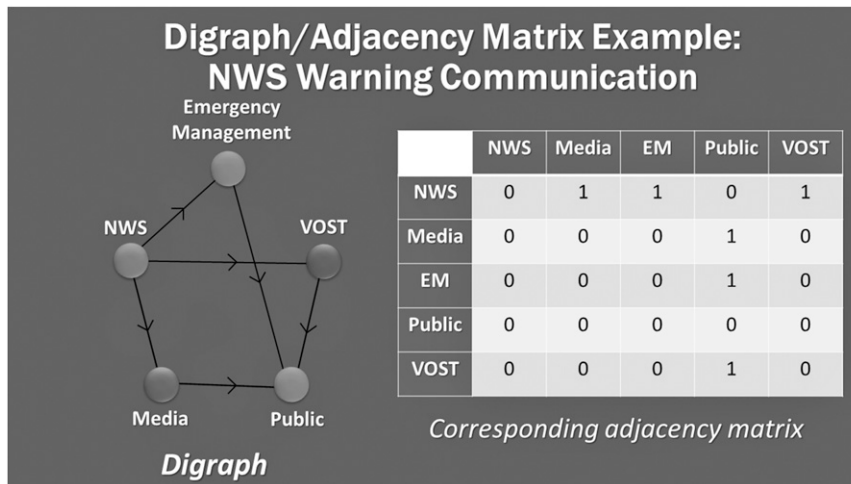 Digraph/Adjacency Matrix Example:
NWS Warning Communication
Emergency
Management
NWS
VOST
Media
Public
Digraph
NWS Media EM Public VOST
NWS 0 1 1 0 1
Media 0 0 0 1 0
EM 0 0 0 1 0
Public 0 0 0 0 0
VOST 0 0 0 1 0
Corresponding adjacency matrix